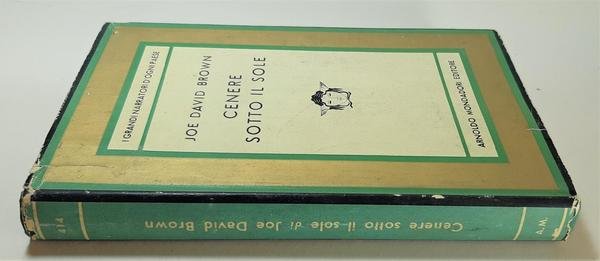 I GRANDI NARRATORI D'OGNI PAESE
JOE DAVID BROWN
CENERE
SOTTO IL SOLE
ARNOLDO MONDADORI EDITORE
414
Cenere sotto il sole di Joe David Brown
A. M.